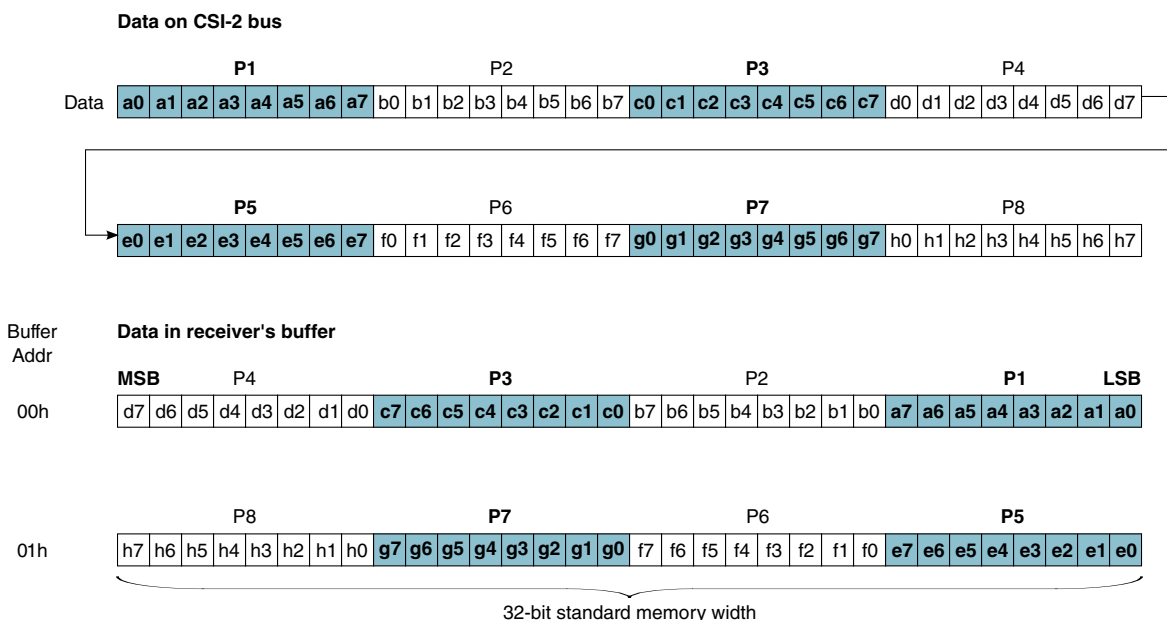 Data on CSI-2 bus
P1 P2 P3 P4
Data a0 a1 a2 a3 a4 a5 a6 a7 b0 b1 b2 b3 b4 b5 b6 b7 c0 c1 c2 c3 c4 c5 c6 c7 d0 d1 d2 d3 d4 d5 d6 d7
P5 P6 P7 P8
e0 e1 e2 e3 e4 e5 e6 e7 f0 f1 f2 f3 f4 f5 f6 f7 g0 g1 g2 g3 g4 g5 g6 g7 h0 h1 h2 h3 h4 h5 h6 h7
Buffer
Addr
Data in receiver's buffer
MSB P4 P3 P2 P1 LSB
00h d7 d6 d5 d4 d3 d2 d1 d0 c7 c6 c5 c4 c3 c2 c1 c0 b7 b6 b5 b4 b3 b2 b1 b0 a7 a6 a5 a4 a3 a2 a1 a0
P8 P7 P6 P5
01h h7 h6 h5 h4 h3 h2 h1 h0 g7 g6 g5 g4 g3 g2 g1 g0 f7 f6 f5 f4 f3 f2 f1 f0 e7 e6 e5 e4 e3 e2 e1 e0
32-bit standard memory width